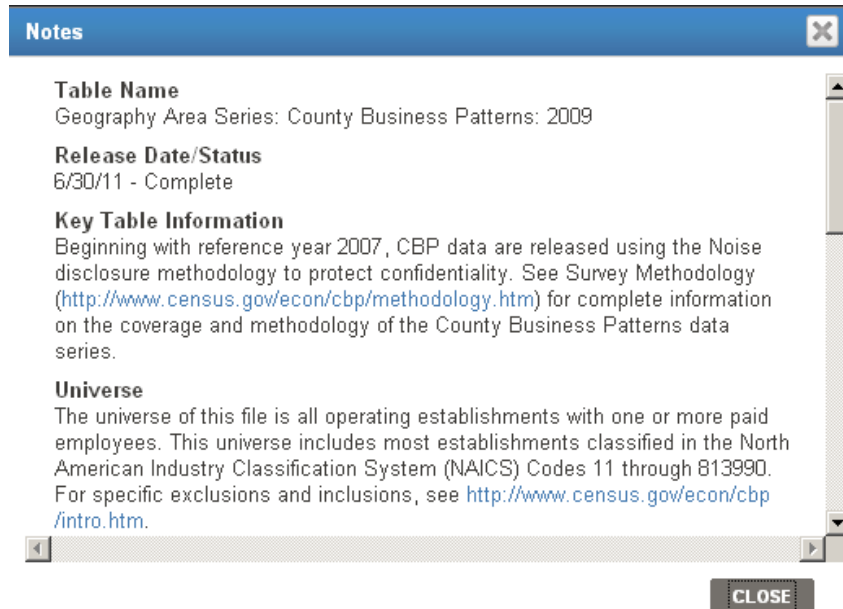 Notes
Table Name
Geography Area Series: County Business Patterns: 2009
Release Date/Status
6/30/11 - Complete
Key Table Information
Beginning with reference year 2007, CBP data are released using the Noise
disclosure methodology to protect confidentiality. See Survey Methodology
(http://www.census.gov/econ/cbp/methodology.htm) for complete information
on the coverage and methodology of the County Business Patterns data
series.
Universe
The universe of this file is all operating establishments with one or more paid
employees. This universe includes most establishments classified in the North
American Industry Classification System (NAICS) Codes 11 through 813990.
For specific exclusions and inclusions, see http://www.census.gov/econ/cbp
/intro.htm.
CLOSE